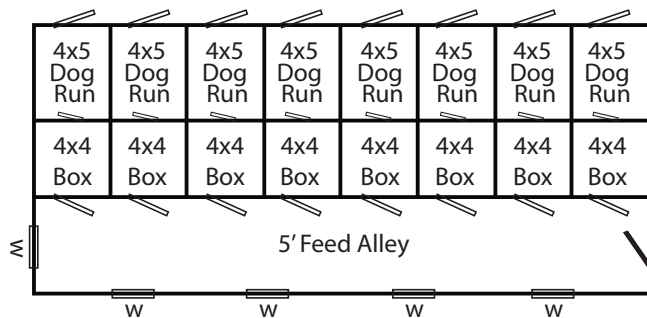 4x5 4x5 4x5 4x5 4x5 4x5 4x5 4x5
Dog Dog Dog Dog Dog Dog Dog Dog
Run Run Run Run Run Run Run Run
4x4 4x4 4x4 4x4 4x4 4x4 4x4 4x4
Box Box Box Box Box Box Box Box
W
5' Feed Alley
W W W W